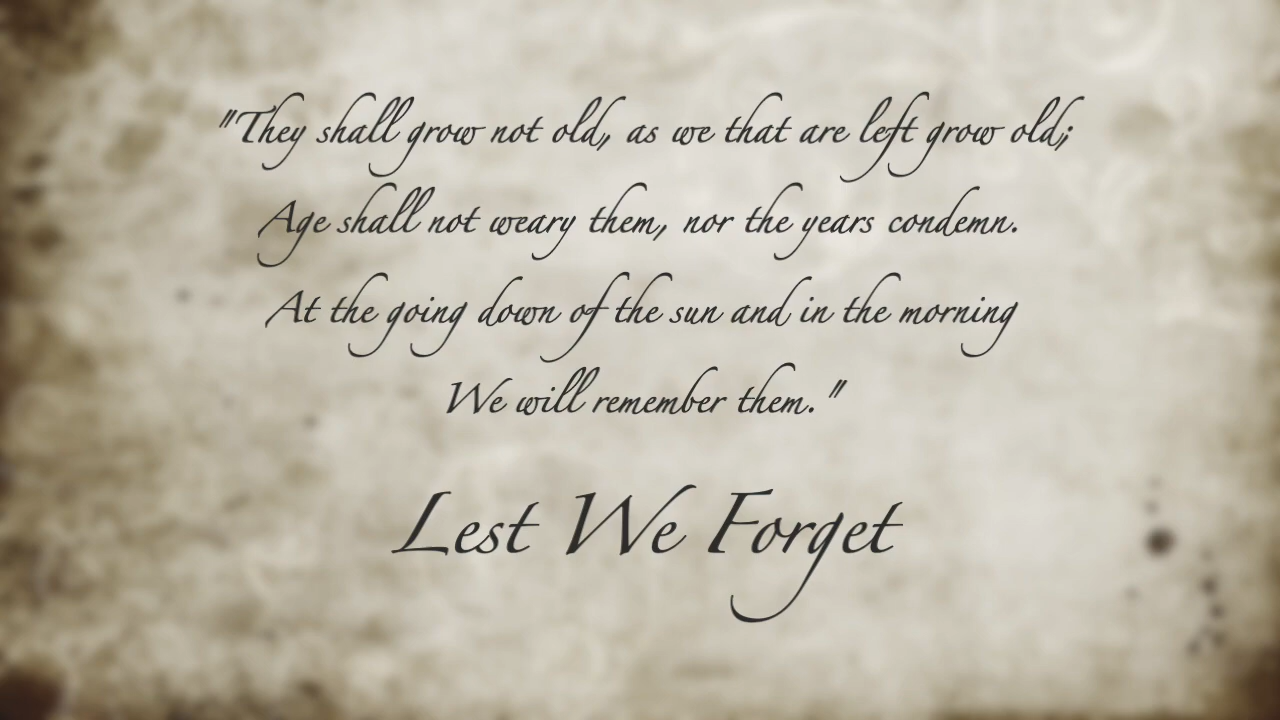 "They shall grow not old, as we that are left grow old;
Age shall not weary them, nor the years condemn.
At the going down of the sun and in the morning
We will remember them."
Lest We Forget